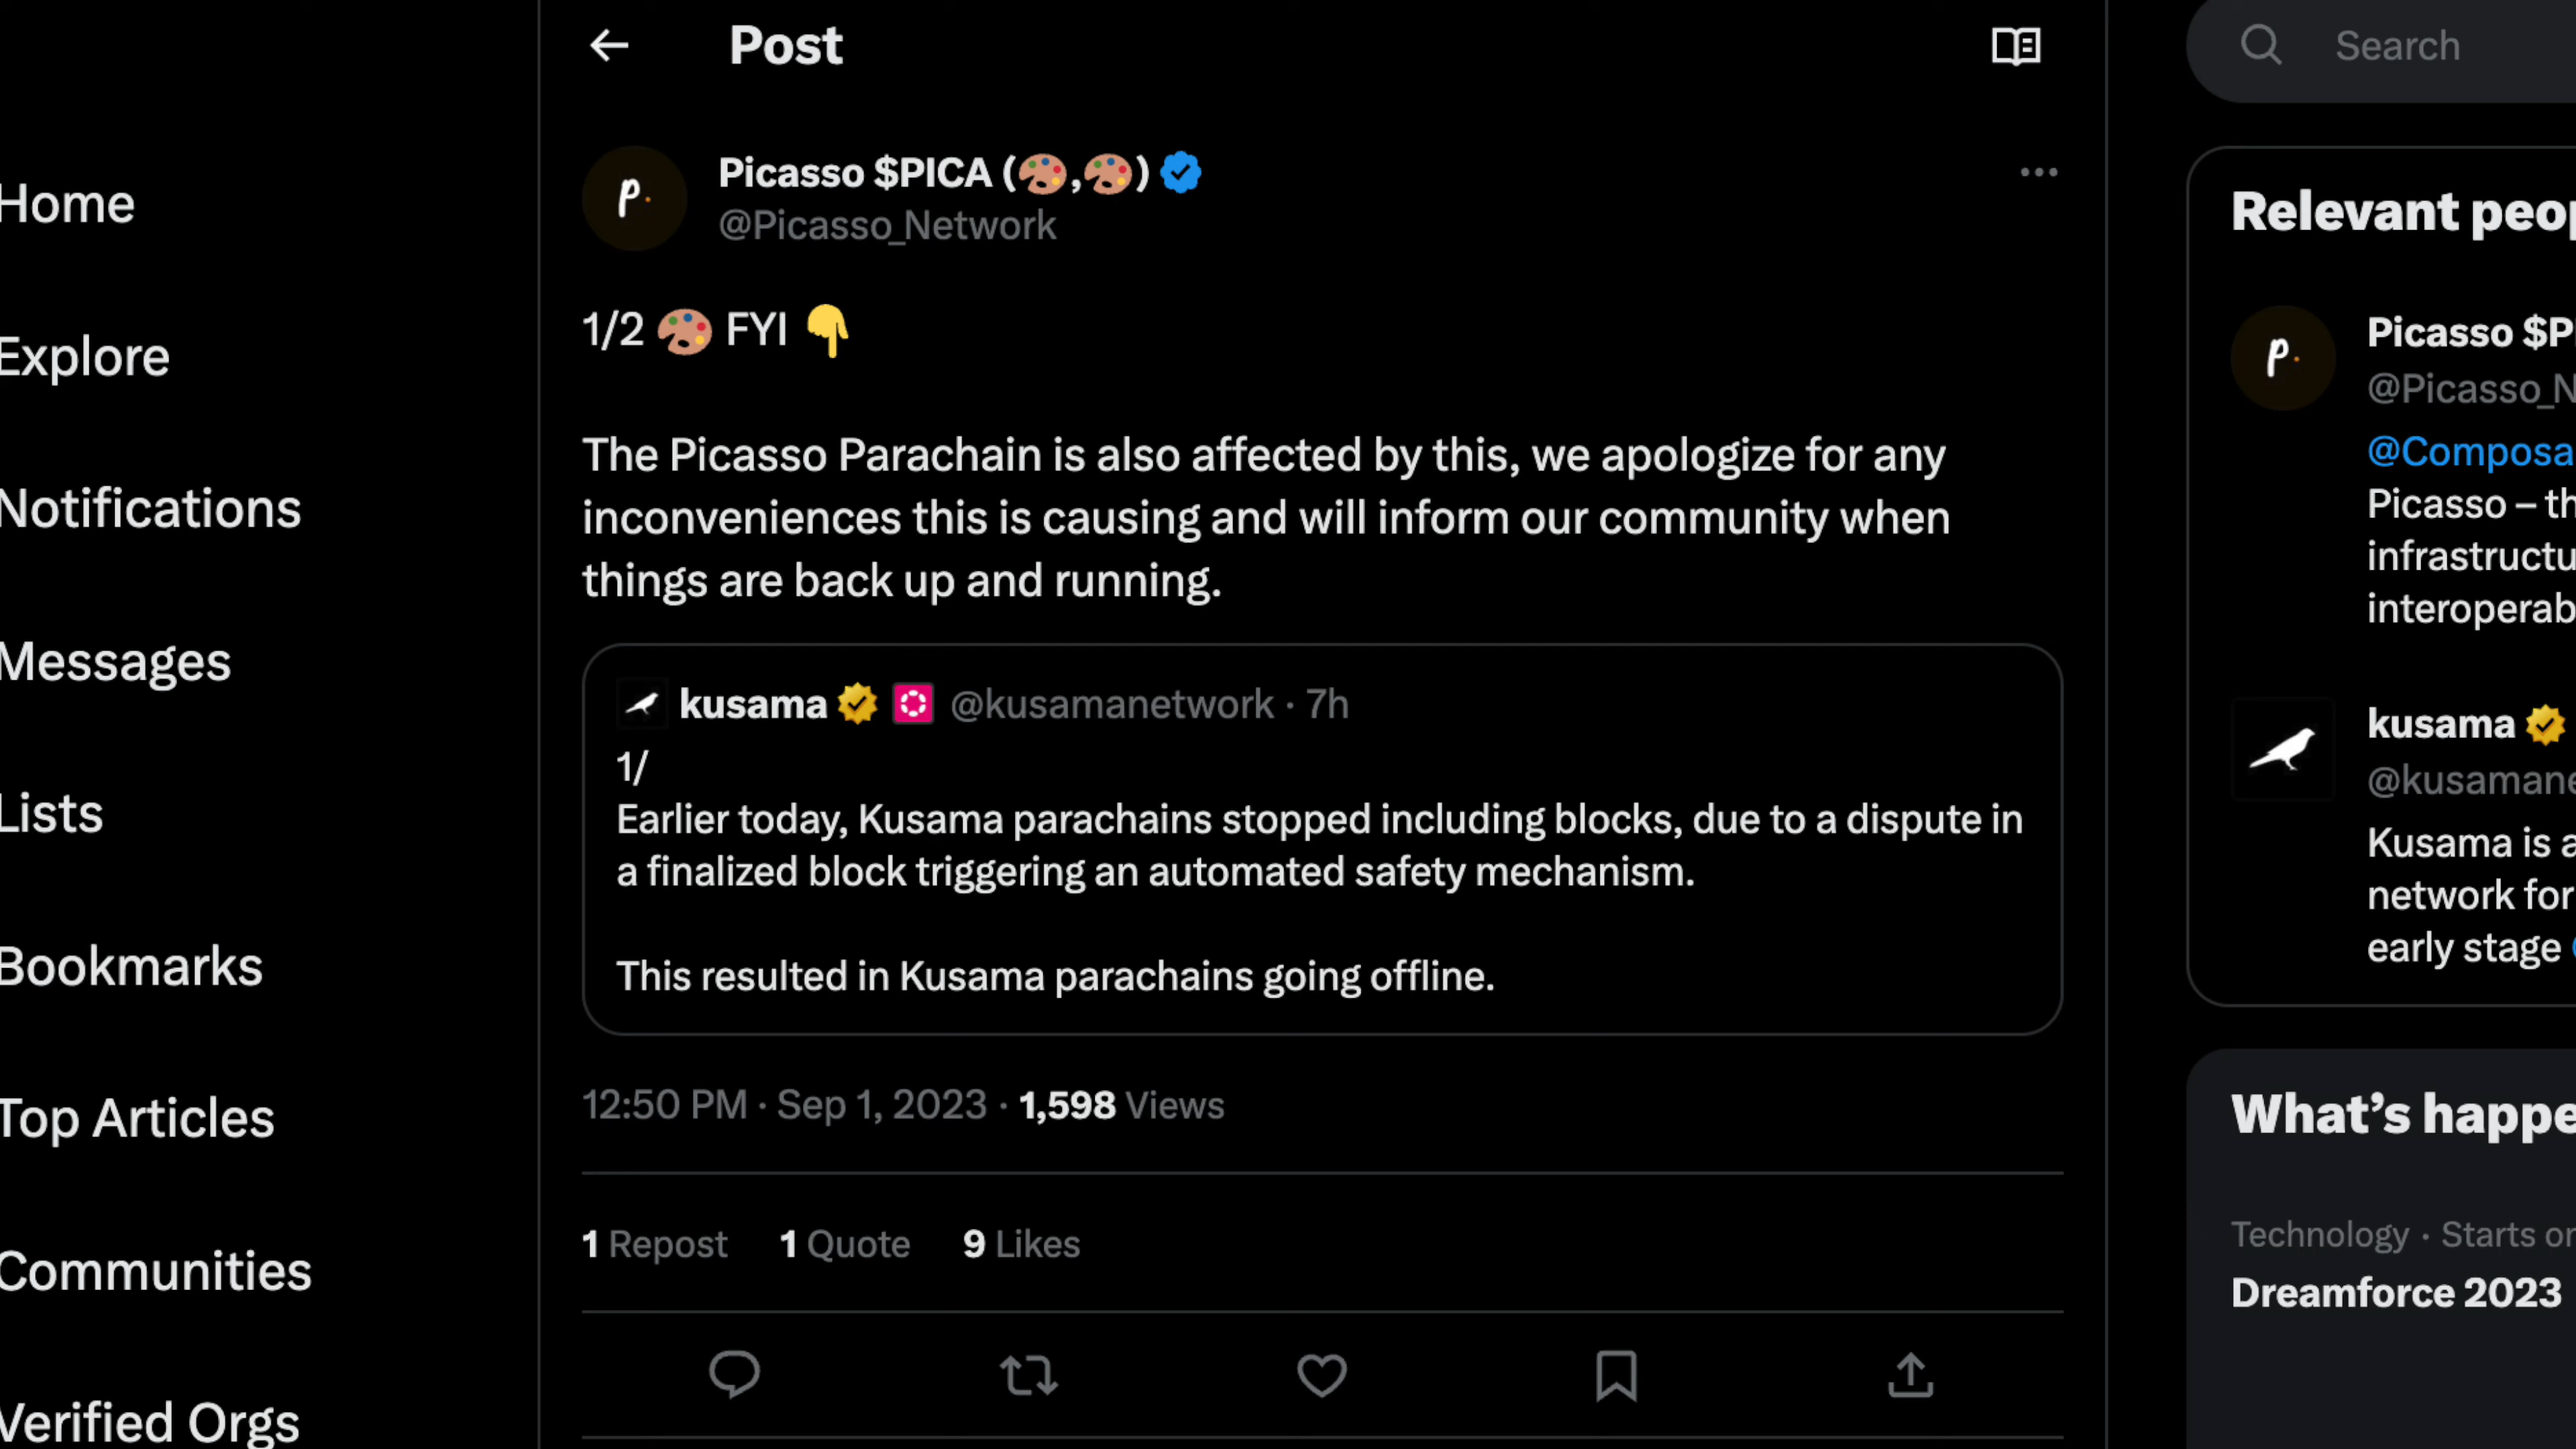 Post
Search
Home
Explore
Notifications
Messages
Lists
Bookmarks
Top Articles
Communities
Verified Orgs
Picasso $PICA (🎨,🎨)
@Picasso_Network
1/2 🎨 FYI 👇
The Picasso Parachain is also affected by this, we apologize for any
inconveniences this is causing and will inform our community when
things are back up and running.
kusama @kusamanetwork · 7h
1/
Earlier today, Kusama parachains stopped including blocks, due to a dispute in
a finalized block triggering an automated safety mechanism.
This resulted in Kusama parachains going offline.
12:50 PM · Sep 1, 2023 · 1,598 Views
1 Repost 1 Quote 9 Likes
Relevant peop
Picasso $P
@Picasso_N
@Composa
Picasso – th
infrastructu
interoperab
kusama
@kusamane
Kusama is a
network for
early stage
What's happe
Technology · Starts on
Dreamforce 2023